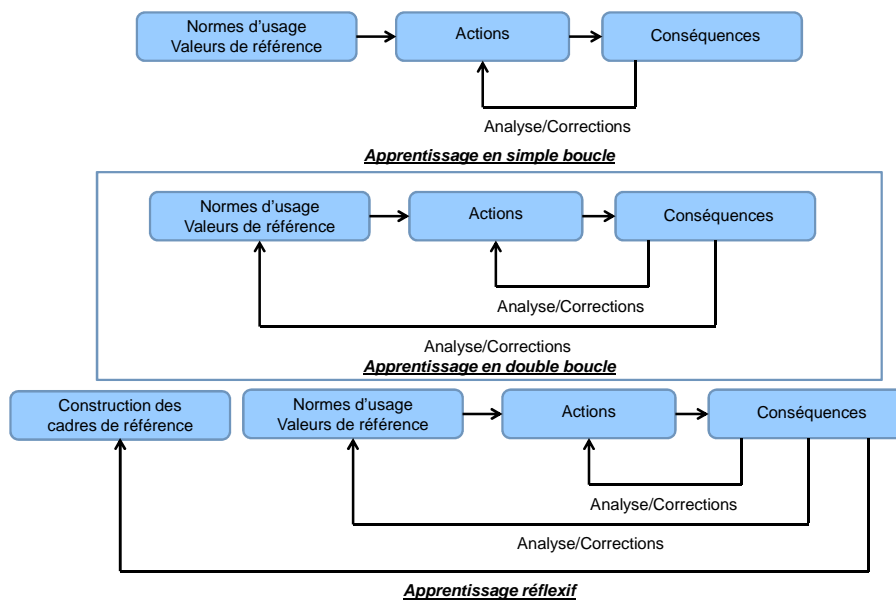 Normes d'usage
Valeurs de référence
Actions
Conséquences
Analyse/Corrections
Apprentissage en simple boucle
Normes d'usage
Valeurs de référence
Actions
Conséquences
Analyse/Corrections
Analyse/Corrections
Apprentissage en double boucle
Construction des
cadres de référence
Normes d'usage
Valeurs de référence
Actions
Conséquences
Analyse/Corrections
Analyse/Corrections
Apprentissage réflexif